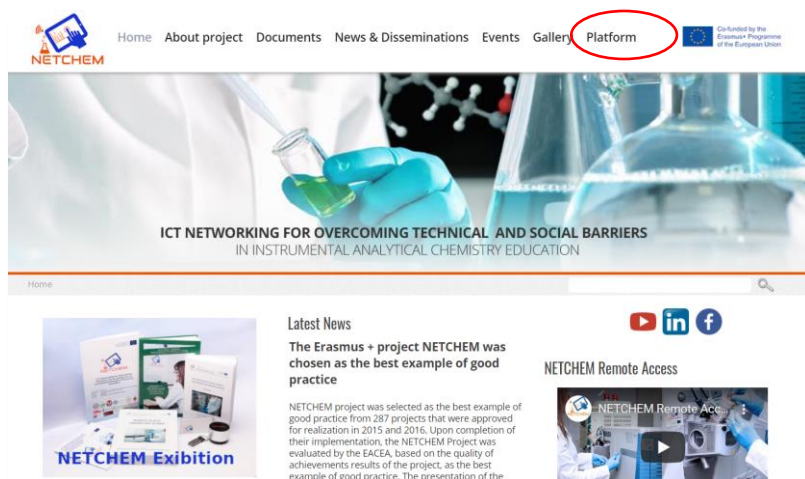 NETCHEM
Home About project Documents News & Disseminations Events Gallery Platform
Co-funded by the
Erasmus+ Programme
of the European Union
ICT NETWORKING FOR OVERCOMING TECHNICAL AND SOCIAL BARRIERS
IN INSTRUMENTAL ANALYTICAL CHEMISTRY EDUCATION
Home
NETCHEM Exibition
Latest News
The Erasmus + project NETCHEM was
chosen as the best example of good
practice
NETCHEM project was selected as the best example of
good practice from 287 projects that were approved
for realization in 2015 and 2016. Upon completion of
their implementation, the NETCHEM Project was
evaluated by the EACEA, based on the quality of
achievements results of the project, as the best
example of good practice. The presentation of the
in f
NETCHEM Remote Access
NETCHEM Remote Acc...